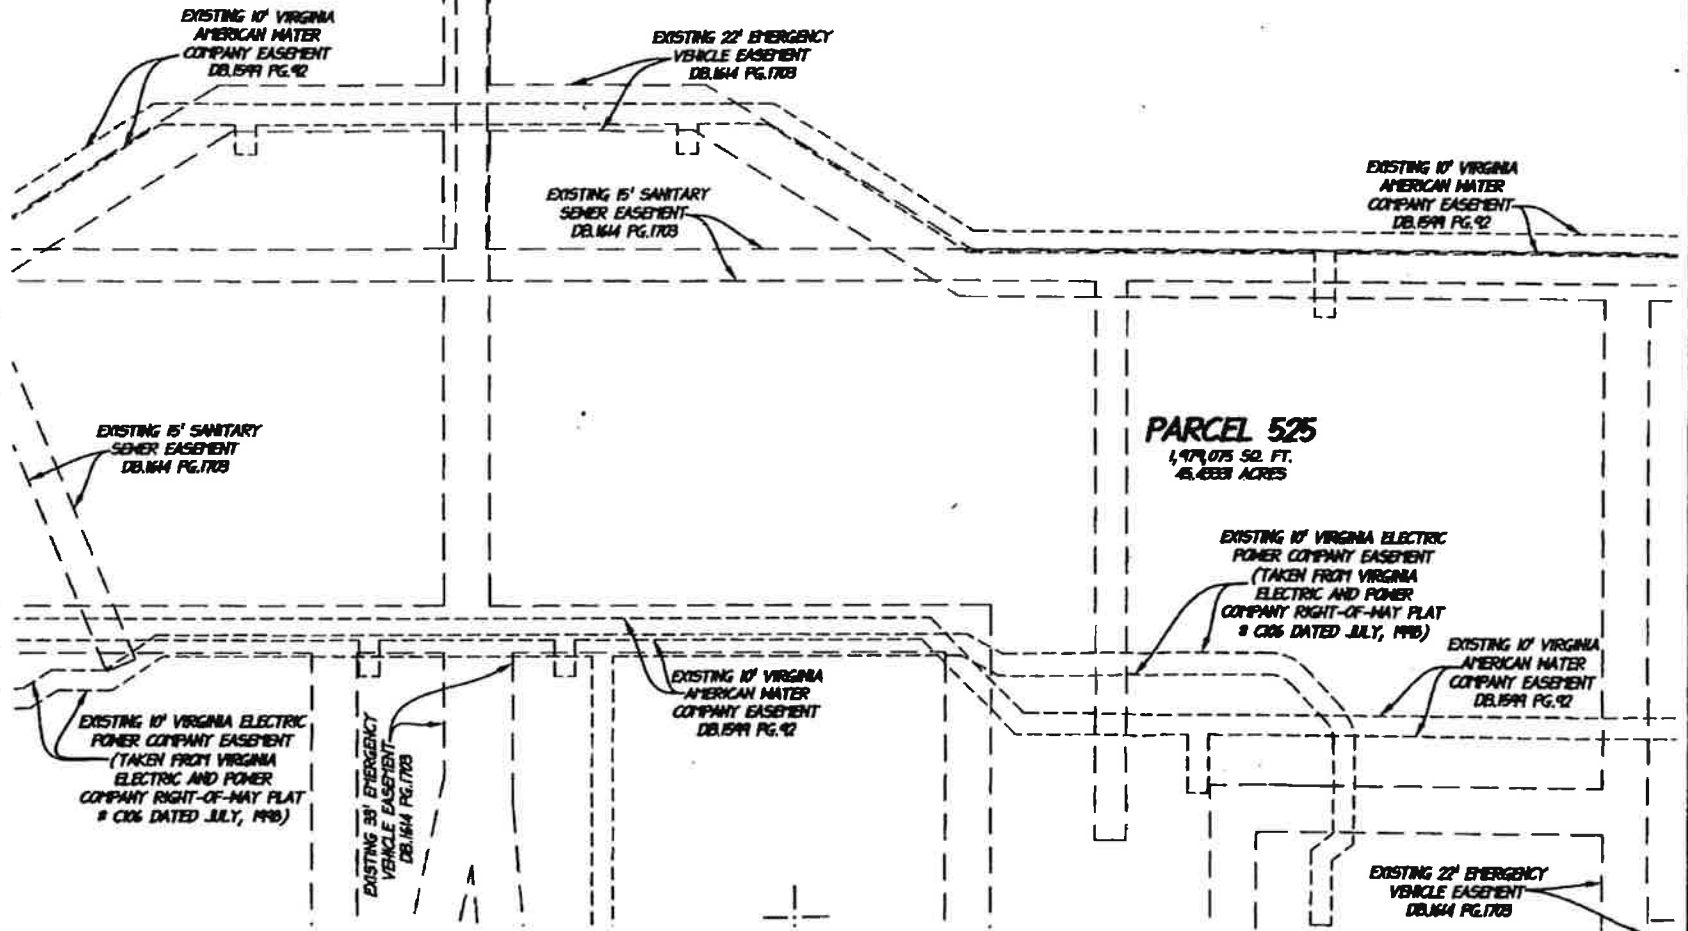 EXISTING 10' VIRGINIA
AMERICAN WATER
COMPANY EASEMENT
DB.1599 PG.92
EXISTING 22' EMERGENCY
VEHICLE EASEMENT
DB.1614 PG.1703
EXISTING 15' SANITARY
SEWER EASEMENT
DB.1614 PG.1703
EXISTING 10' VIRGINIA
AMERICAN WATER
COMPANY EASEMENT
DB.1599 PG.92
EXISTING 15' SANITARY
SEWER EASEMENT
DB.1614 PG.1703
PARCEL 525
1,979,075 SQ. FT.
ACRES
EXISTING 10' VIRGINIA ELECTRIC
POWER COMPANY EASEMENT
(TAKEN FROM VIRGINIA
ELECTRIC AND POWER
COMPANY RIGHT-OF-WAY PLAT
# C106 DATED JULY, 1998)
EXISTING 10' VIRGINIA
AMERICAN WATER
COMPANY EASEMENT
DB.1599 PG.92
EXISTING 10' VIRGINIA
AMERICAN WATER
COMPANY EASEMENT
DB.1599 PG.92
EXISTING 10' VIRGINIA ELECTRIC
POWER COMPANY EASEMENT
(TAKEN FROM VIRGINIA
ELECTRIC AND POWER
COMPANY RIGHT-OF-WAY PLAT
# C106 DATED JULY, 1998)
EXISTING 33' EMERGENCY
VEHICLE EASEMENT
DB.1614 PG.1703
EXISTING 22' EMERGENCY
VEHICLE EASEMENT
DB.1614 PG.1703